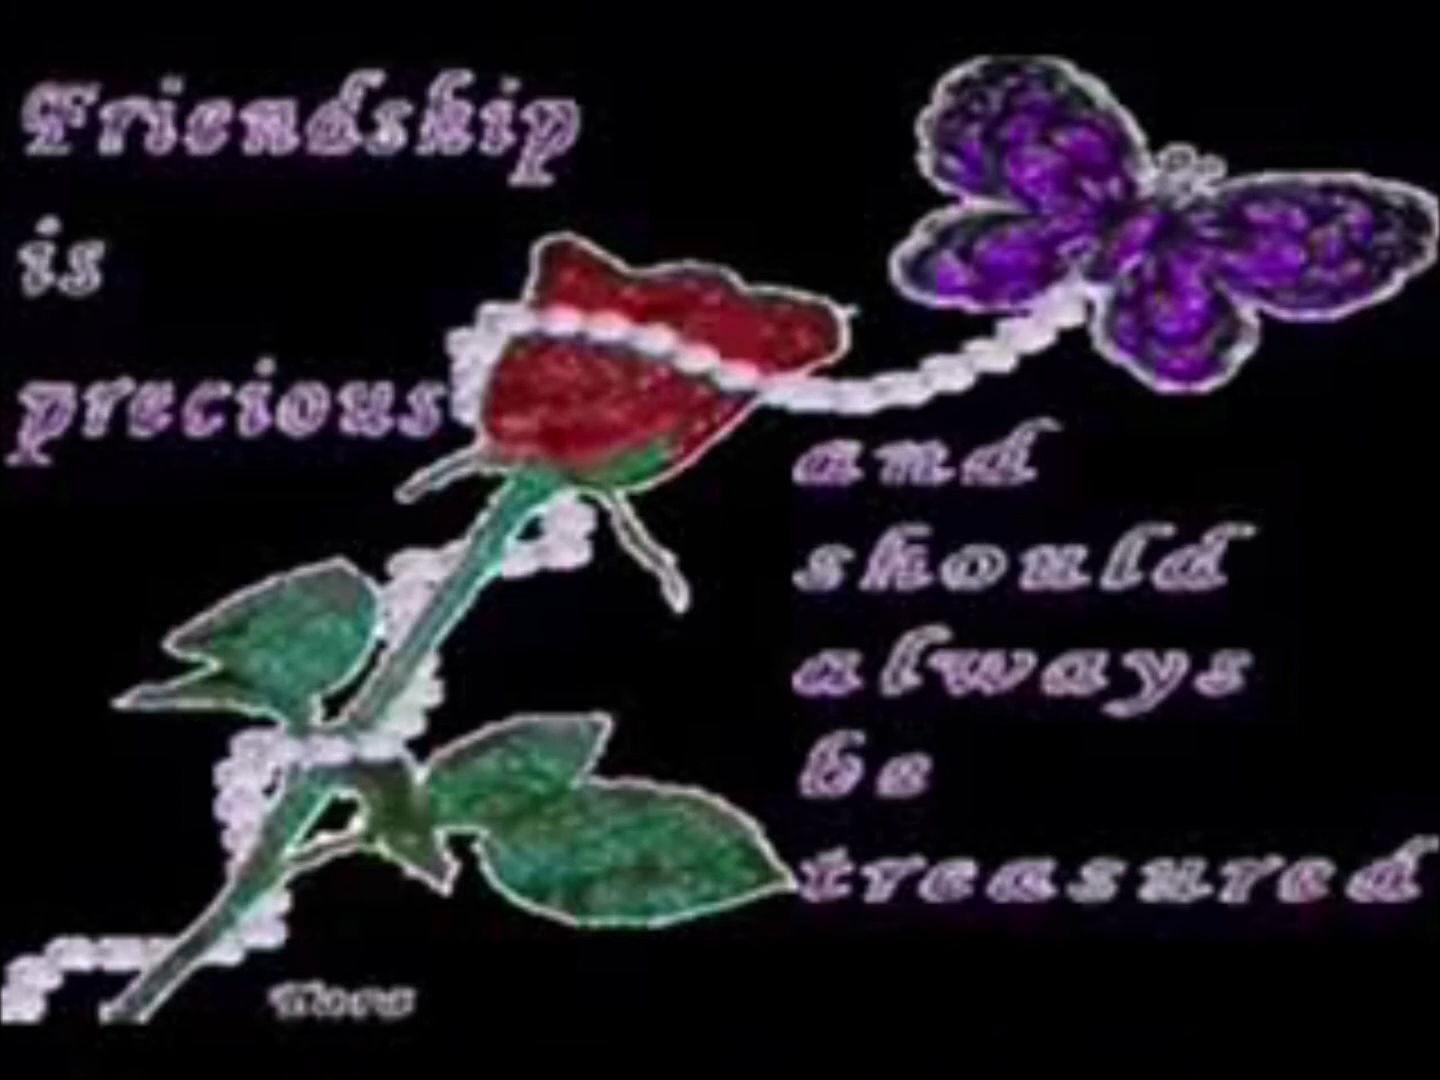 Friendship
is
precious
and
should
always
be
treasured